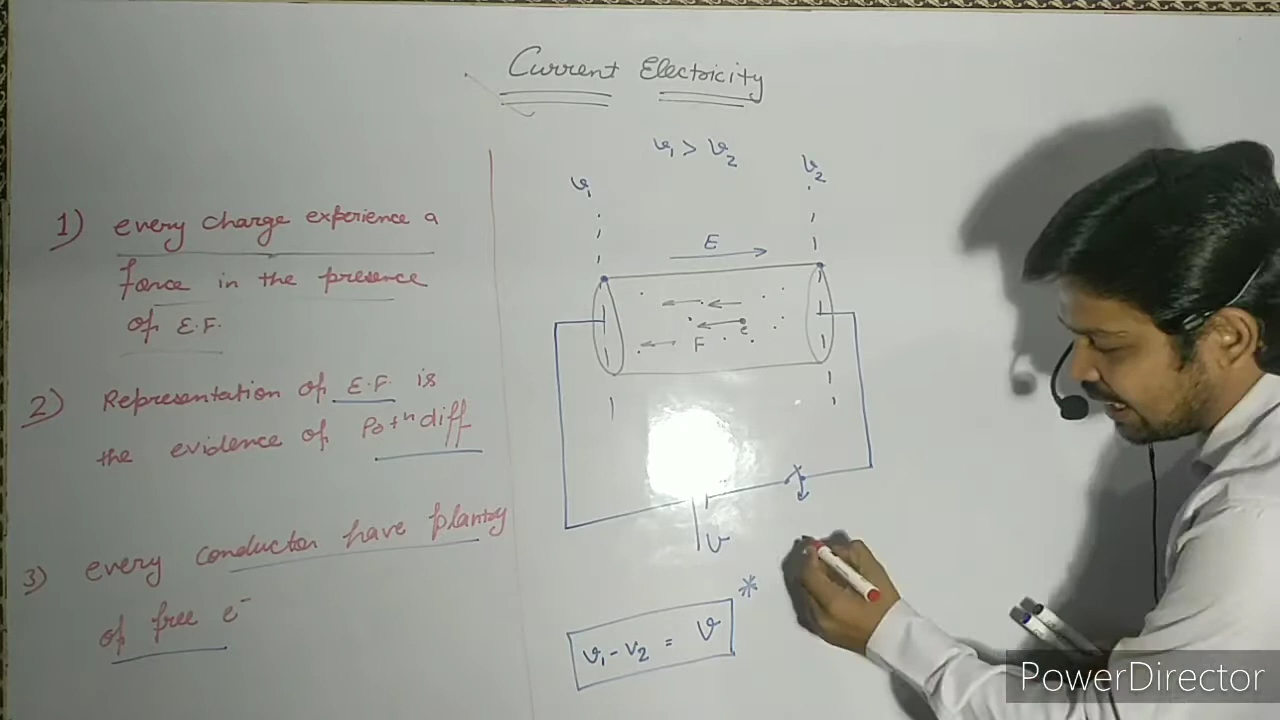 Current Electricity
v₁ > v₂
v₁
v₂
E
1) every charge experience a
force in the presence
of E.F.
e
F
2) Representation of E.F. is
the evidence of Potⁿ diff
3) every conductor have plenty
of free e⁻
v
*
v₁ - v₂ = v
PowerDirector